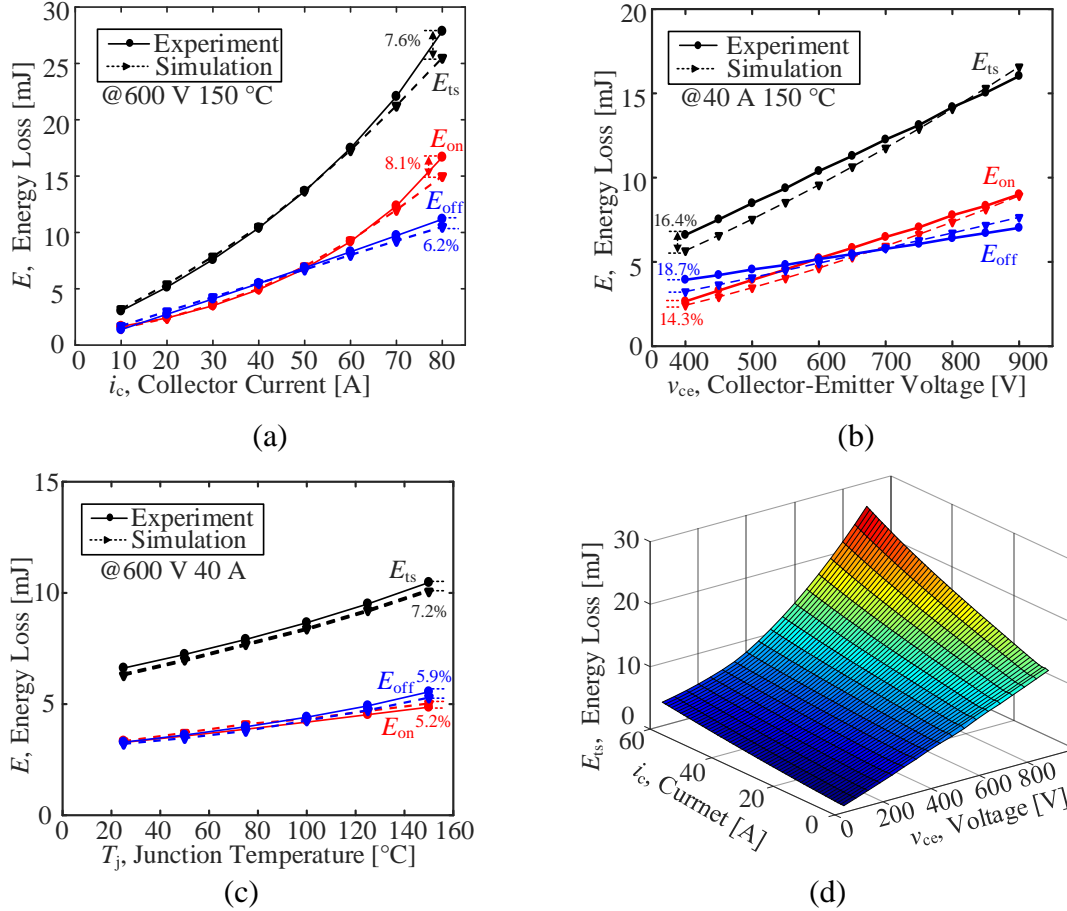 30
25
20
15
10
5
0
E, Energy Loss [mJ]
Experiment
Simulation
@600 V 150 °C
7.6%
Ets
Eon
8.1%
Eoff
6.2%
0 10 20 30 40 50 60 70 80
ic, Collector Current [A]
(a)
20
15
10
5
0
E, Energy Loss [mJ]
Experiment
Simulation
@40 A 150 °C
Ets
16.4%
Eon
18.7%
Eoff
14.3%
0 400 500 600 700 800 900
vce, Collector-Emitter Voltage [V]
(b)
15
10
5
0
E, Energy Loss [mJ]
Experiment
Simulation
@600 V 40 A
Ets
7.2%
Eoff 5.9%
Eon 5.2%
0 20 40 60 80 100 120 140 160
Tj, Junction Temperature [°C]
(c)
30
20
10
0
Ets, Energy Loss [mJ]
60
40
20
0
ic, Currnet [A]
0 200 400 600 800
vce, Voltage [V]
(d)